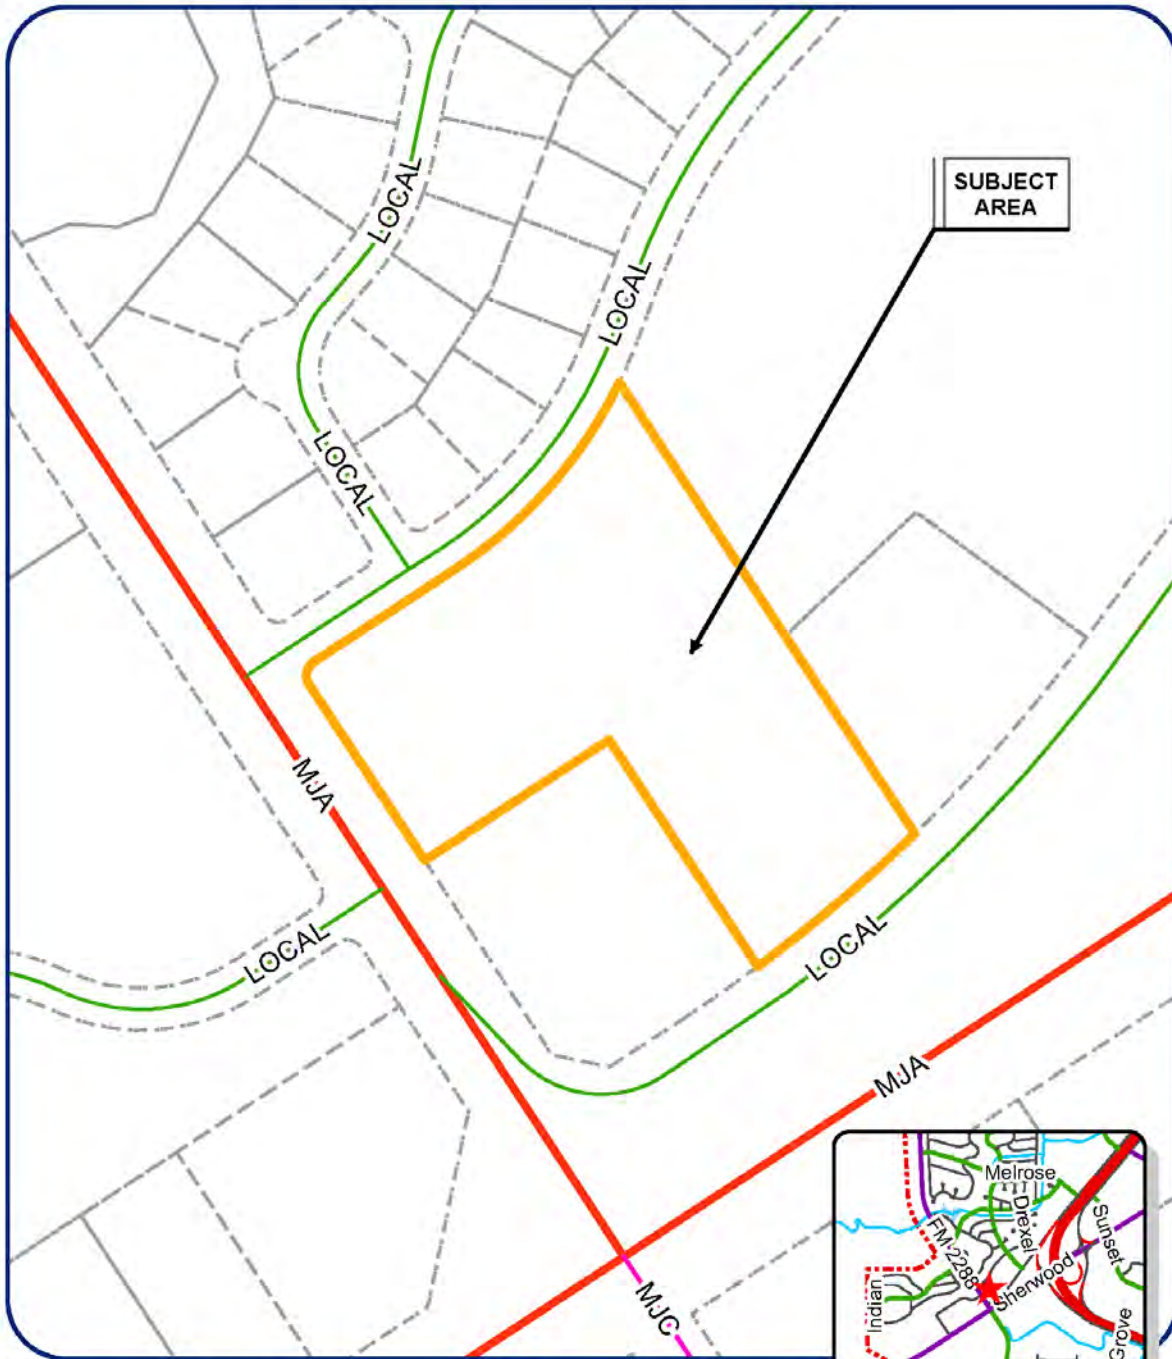 SUBJECT
AREA
LOCAL
LOCAL
LOCAL
MJA
LOCAL
LOCAL
MJA
MJC
Melrose
Drexel
Sunset
FM 2288
Sherwood
Indian
Grove